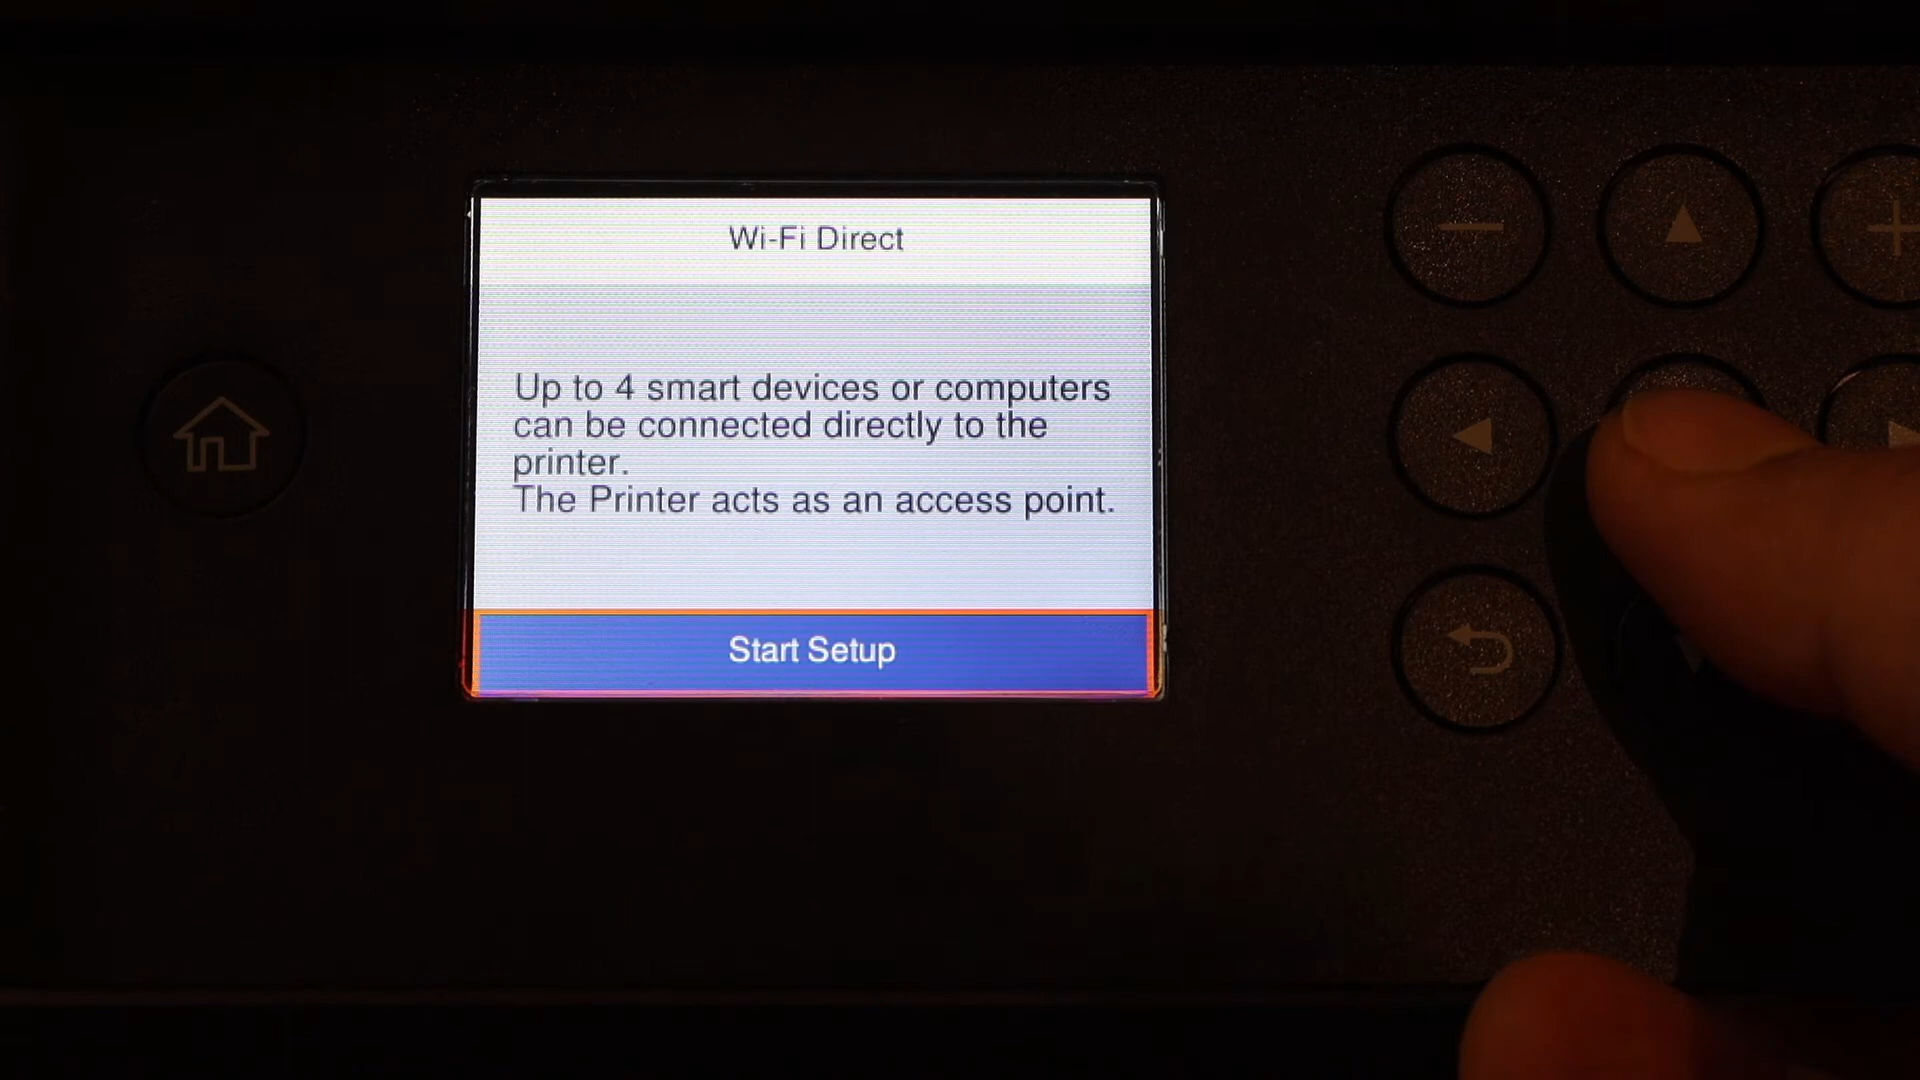 Wi-Fi Direct
Up to 4 smart devices or computers
can be connected directly to the
printer.
The Printer acts as an access point.
Start Setup